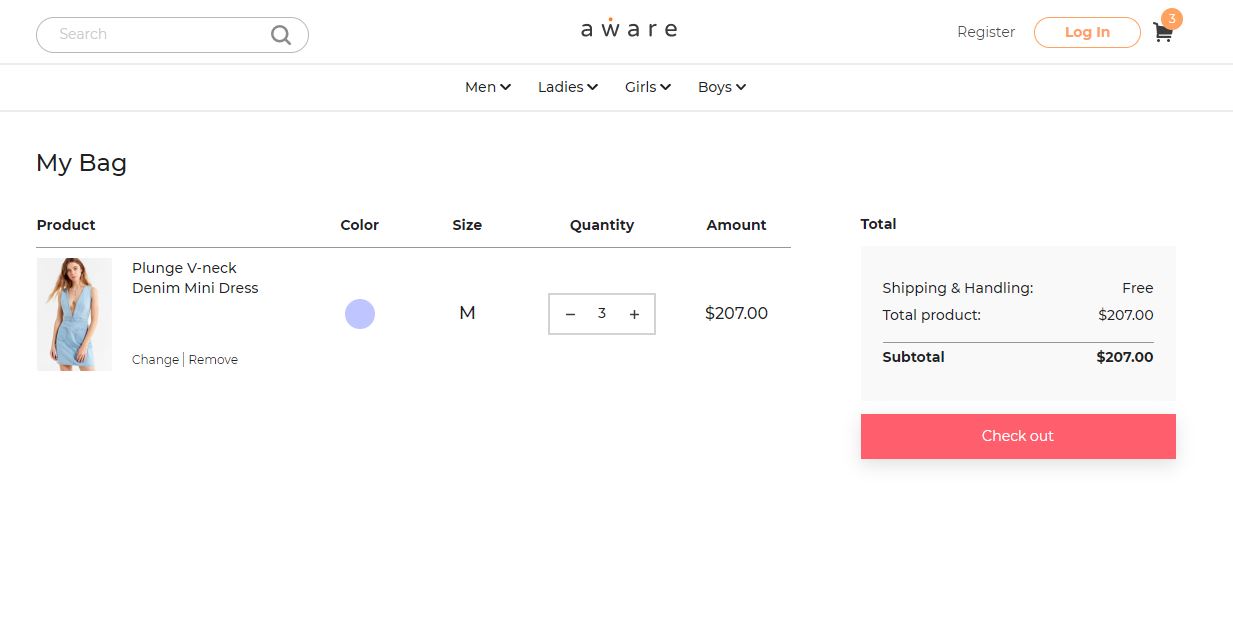 Search
aware
Register
Log In
3
Men
Ladies
Girls
Boys
My Bag
Product Color Size Quantity Amount
Plunge V-neck
Denim Mini Dress
M
− 3 +
$207.00
Change | Remove
Total
Shipping & Handling: Free
Total product: $207.00
Subtotal $207.00
Check out